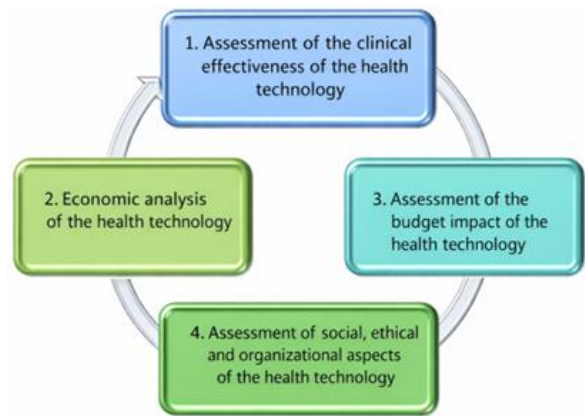 1. Assessment of the clinical
effectiveness of the health
technology
2. Economic analysis
of the health technology
3. Assessment of the
budget impact of the
health technology
4. Assessment of social, ethical
and organizational aspects
of the health technology